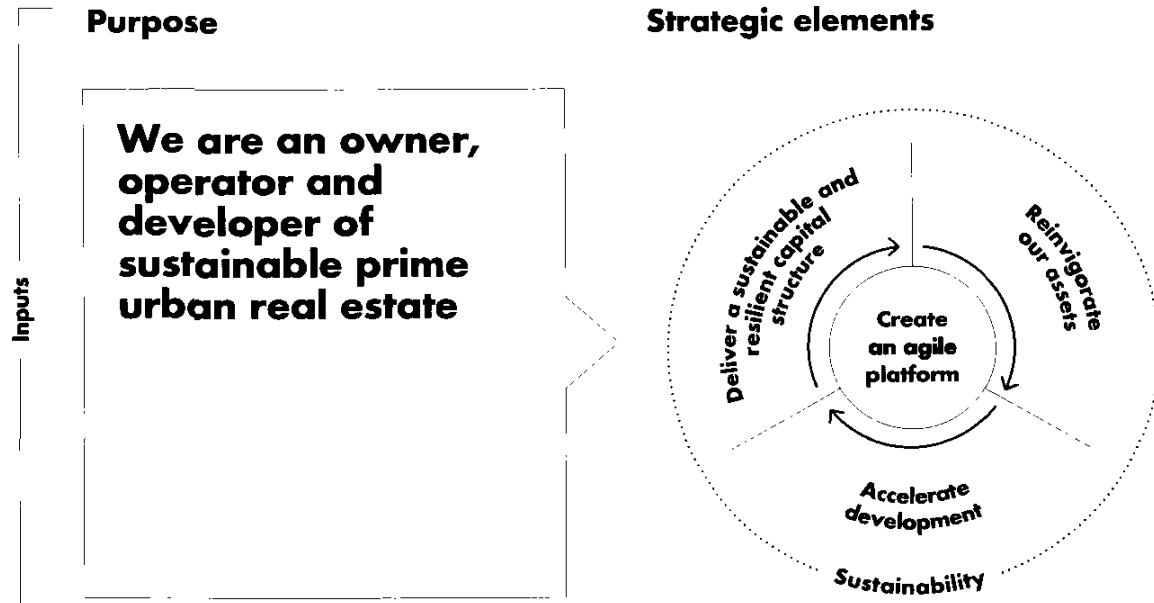 Purpose
Strategic elements
Inputs
We are an owner,
operator and
developer of
sustainable prime
urban real estate
Deliver a sustainable and
resilient capital
structure
Reinvigorate
our assets
Create
an agile
platform
Accelerate
development
Sustainability